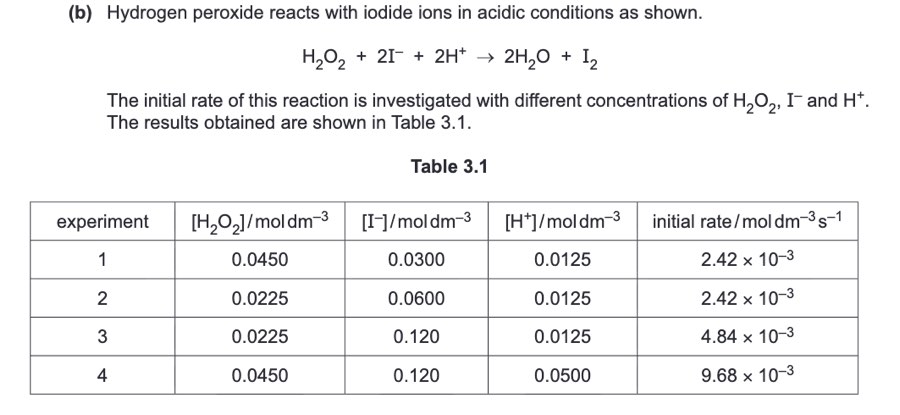 (b) Hydrogen peroxide reacts with iodide ions in acidic conditions as shown.
H₂O₂ + 2I⁻ + 2H⁺ → 2H₂O + I₂
The initial rate of this reaction is investigated with different concentrations of H₂O₂, I⁻ and H⁺.
The results obtained are shown in Table 3.1.
Table 3.1
experiment [H₂O₂]/mol dm⁻³ [I⁻]/mol dm⁻³ [H⁺]/mol dm⁻³ initial rate/mol dm⁻³ s⁻¹
1 0.0450 0.0300 0.0125 2.42 × 10⁻³
2 0.0225 0.0600 0.0125 2.42 × 10⁻³
3 0.0225 0.120 0.0125 4.84 × 10⁻³
4 0.0450 0.120 0.0500 9.68 × 10⁻³